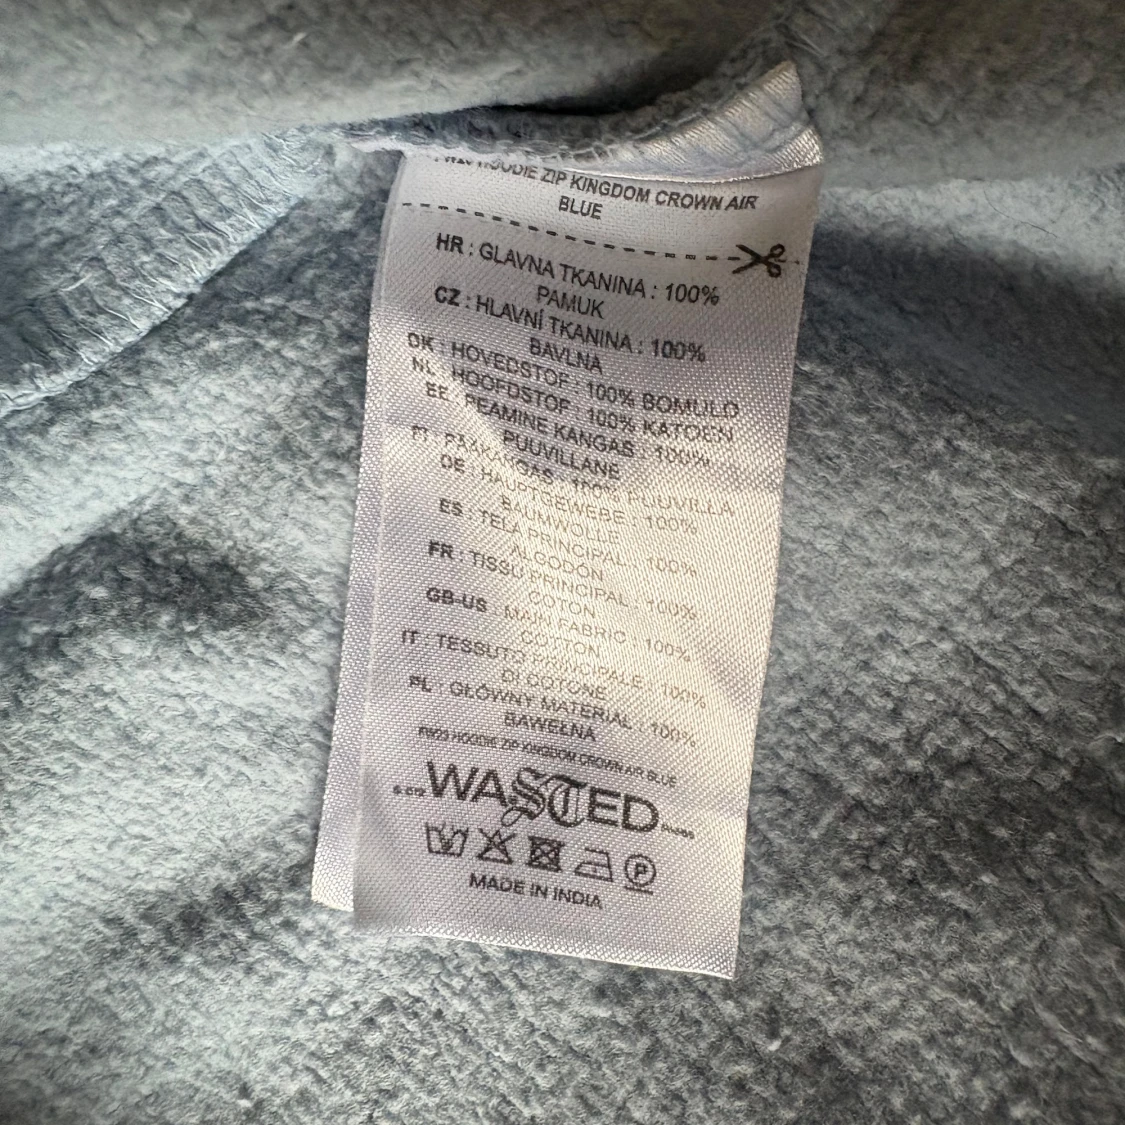 HOODIE ZIP KINGDOM CROWN AIR
BLUE
HR : GLAVNA TKANINA : 100%
PAMUK
CZ : HLAVNÍ TKANINA : 100%
BAVLNA
DK : HOVEDSTOF : 100% BOMULD
NL : HOOFDSTOF : 100% KATOEN
EE : PEAMINE KANGAS : 100%
PUUVILLANE
FI : PÄÄKANGAS : 100% PUUVILLA
DE : HAUPTGEWEBE : 100%
BAUMWOLLE
ES : TELA PRINCIPAL : 100%
ALGODÓN
FR : TISSU PRINCIPAL : 100%
COTON
GB-US : MAIN FABRIC : 100%
COTTON
IT : TESSUTO PRINCIPALE : 100%
DI COTONE
PL : GŁÓWNY MATERIAŁ : 100%
BAWEŁNA
FW23 HOODIE ZIP KINGDOM CROWN AIR BLUE
WASTED
MADE IN INDIA